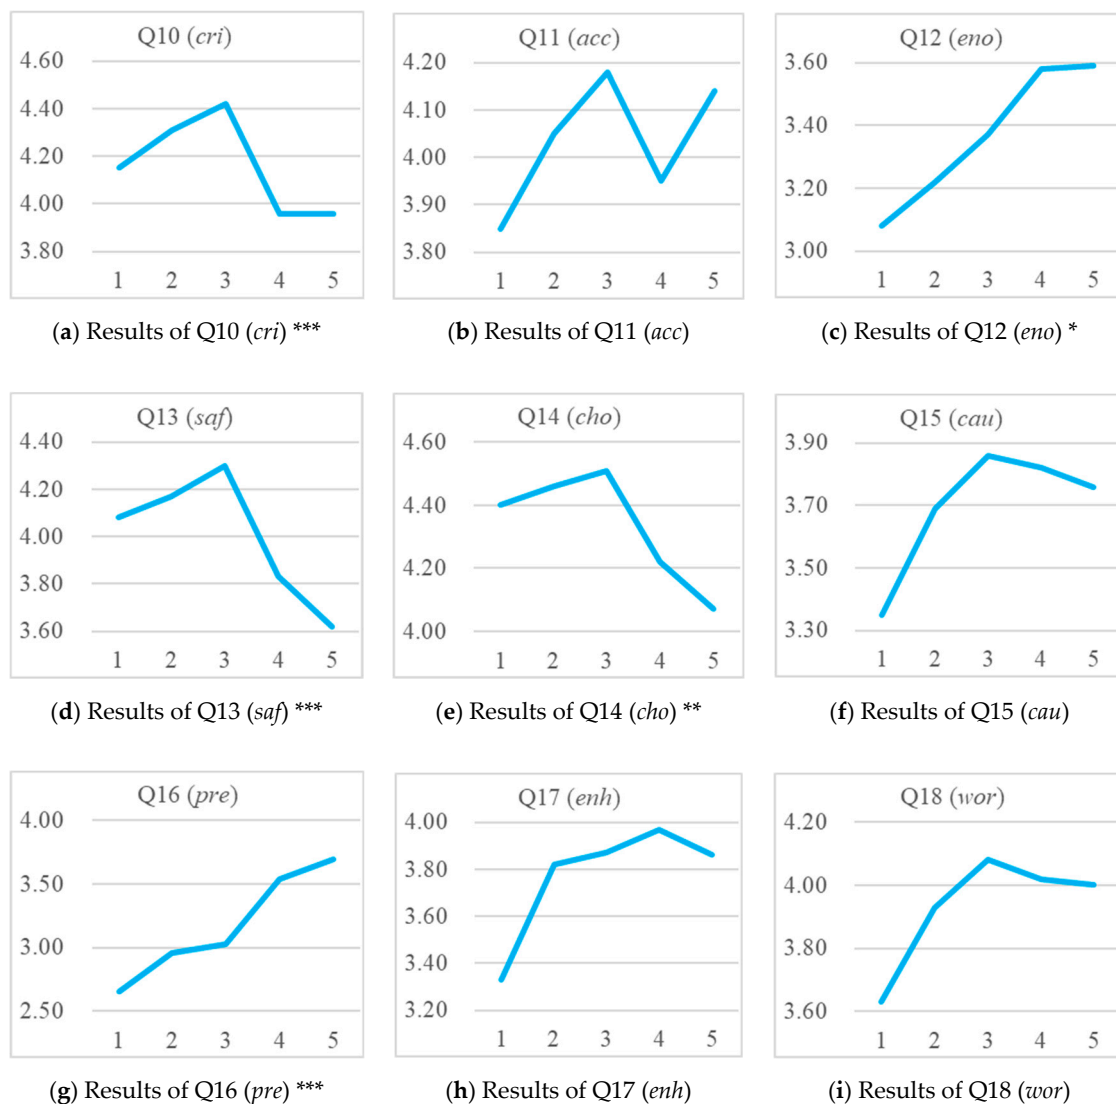 Q10 (cri)
4.60
4.40
4.20
4.00
3.80
1 2 3 4 5
(a) Results of Q10 (cri) ***
Q11 (acc)
4.20
4.10
4.00
3.90
3.80
1 2 3 4 5
(b) Results of Q11 (acc)
Q12 (eno)
3.60
3.40
3.20
3.00
1 2 3 4 5
(c) Results of Q12 (eno) *
Q13 (saf)
4.40
4.20
4.00
3.80
3.60
1 2 3 4 5
(d) Results of Q13 (saf) ***
Q14 (cho)
4.60
4.40
4.20
4.00
1 2 3 4 5
(e) Results of Q14 (cho) **
Q15 (cau)
3.90
3.70
3.50
3.30
1 2 3 4 5
(f) Results of Q15 (cau)
Q16 (pre)
4.00
3.50
3.00
2.50
1 2 3 4 5
(g) Results of Q16 (pre) ***
Q17 (enh)
4.00
3.80
3.60
3.40
3.20
1 2 3 4 5
(h) Results of Q17 (enh)
Q18 (wor)
4.20
4.00
3.80
3.60
1 2 3 4 5
(i) Results of Q18 (wor)